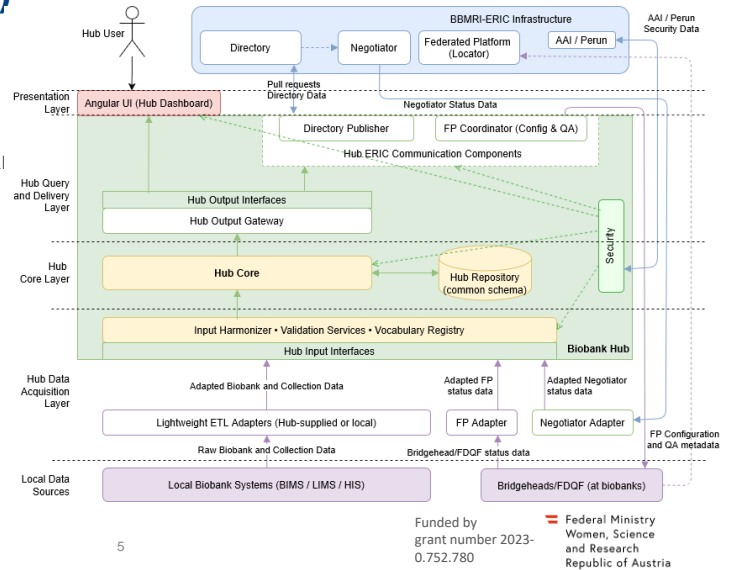 BBMRI-ERIC Infrastructure
Hub User
Directory
Negotiator
Federated Platform
(Locator)
AAI / Perun
AAI / Perun
Security Data
Pull requests
Directory Data
Negotiator Status Data
Presentation
Layer
Angular UI (Hub Dashboard)
Directory Publisher
FP Coordinator (Config & QA)
Hub ERIC Communication Components
Hub Query
and Delivery
Layer
Hub Output Interfaces
Hub Output Gateway
Security
Hub
Core Layer
Hub Core
Hub Repository
(common schema)
Input Harmonizer • Validation Services • Vocabulary Registry
Hub Input Interfaces
Biobank Hub
Hub Data
Acquisition
Layer
Adapted Biobank and Collection Data
Adapted FP
status data
Adapted Negotiator
status data
Lightweight ETL Adapters (Hub-supplied or local)
FP Adapter
Negotiator Adapter
Raw Biobank and Collection Data
Bridgehead/FDQF status data
FP Configuration
and QA metadata
Local Data
Sources
Local Biobank Systems (BIMS / LIMS / HIS)
Bridgeheads/FDQF (at biobanks)
5
Funded by
grant number 2023-
0.752.780
Federal Ministry
Women, Science
and Research
Republic of Austria